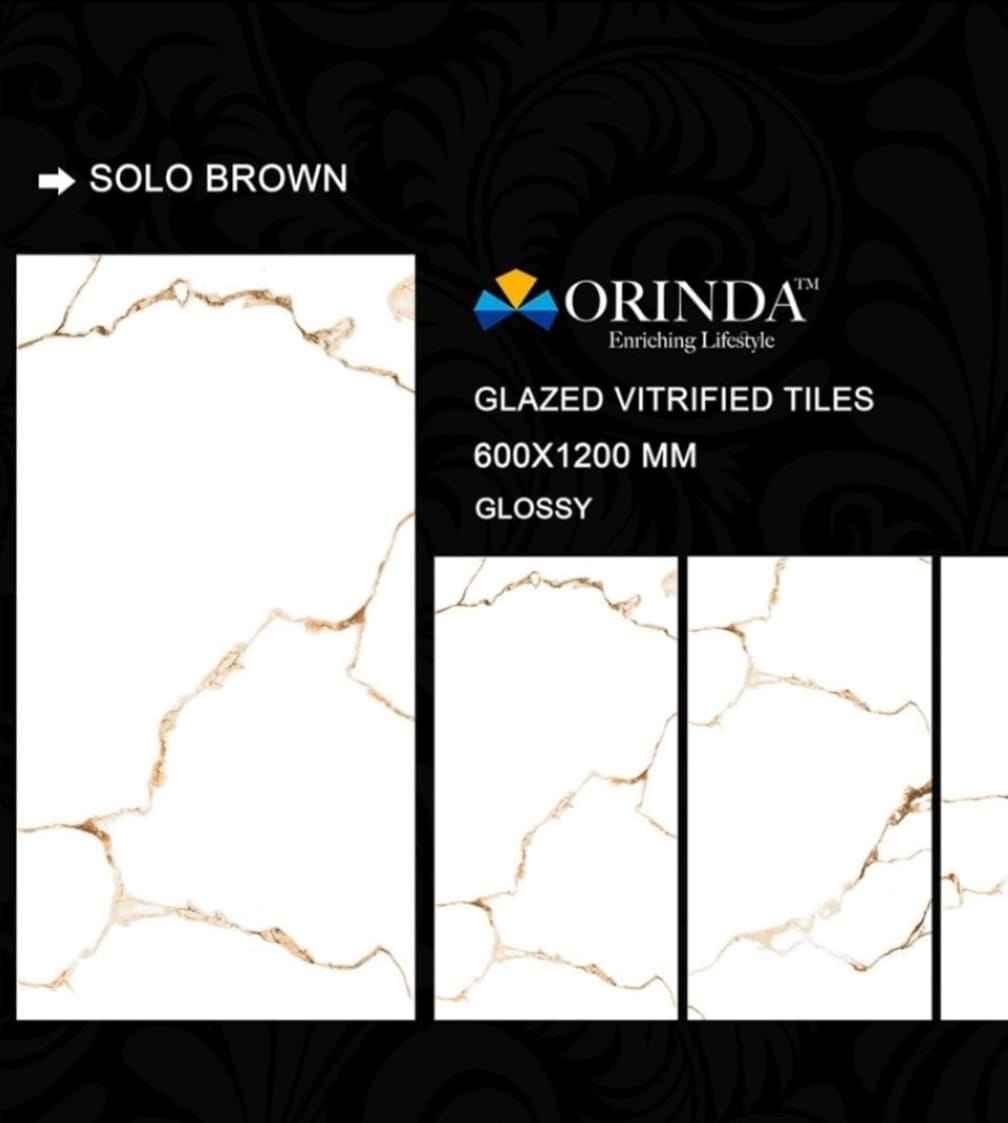 SOLO BROWN
ORINDA™
Enriching Lifestyle
GLAZED VITRIFIED TILES
600X1200 MM
GLOSSY